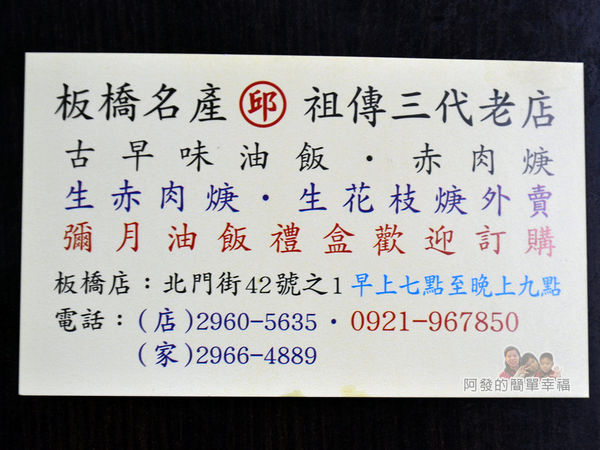 板橋名產 邱 祖傳三代老店
古早味油飯・赤肉焿
生赤肉焿・生花枝焿外賣
彌月油飯禮盒歡迎訂購
板橋店：北門街42號之1 早上七點至晚上九點
電話：(店)2960-5635・0921-967850
(家)2966-4889
阿發的簡單幸福